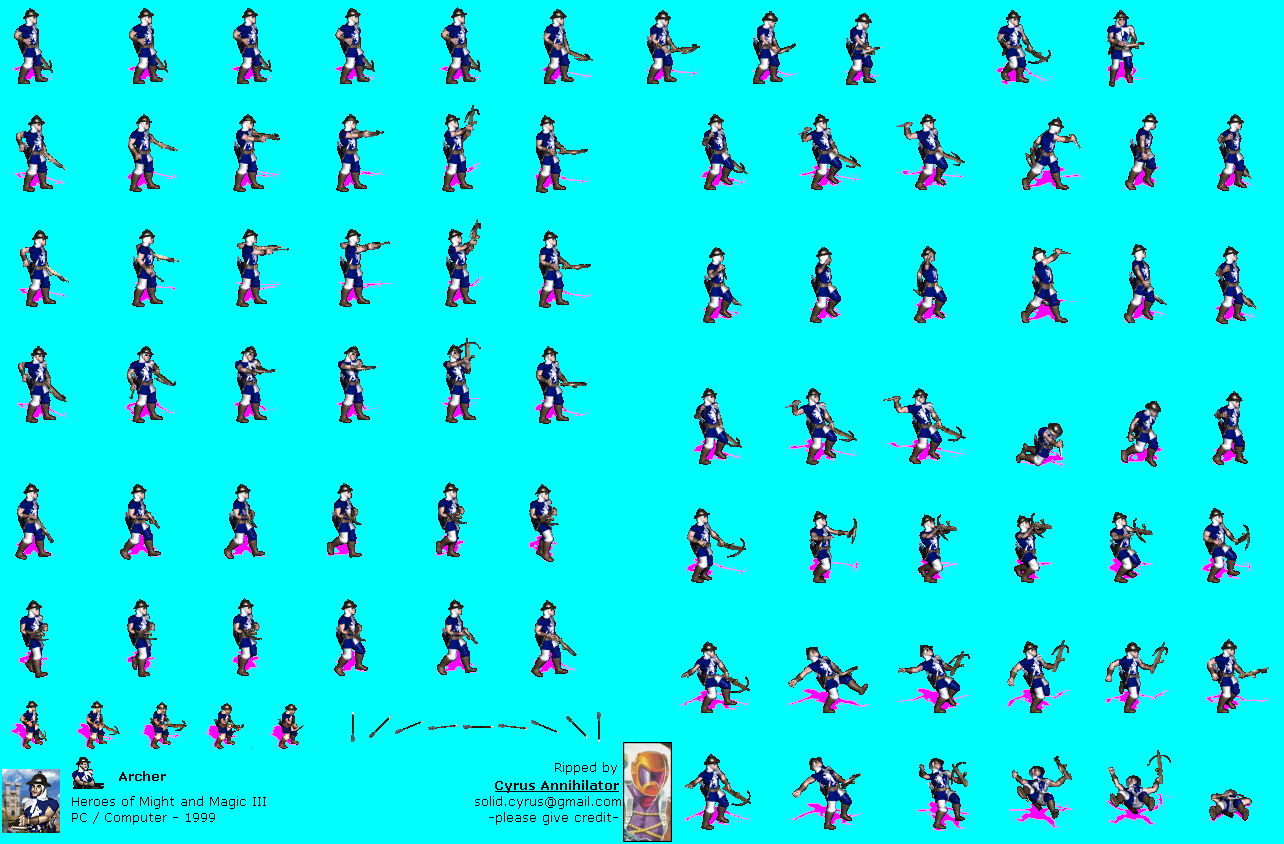 Archer
Heroes of Might and Magic III
PC / Computer - 1999
Ripped by
Cyrus Annihilator
solid.cyrus@gmail.com
-please give credit-